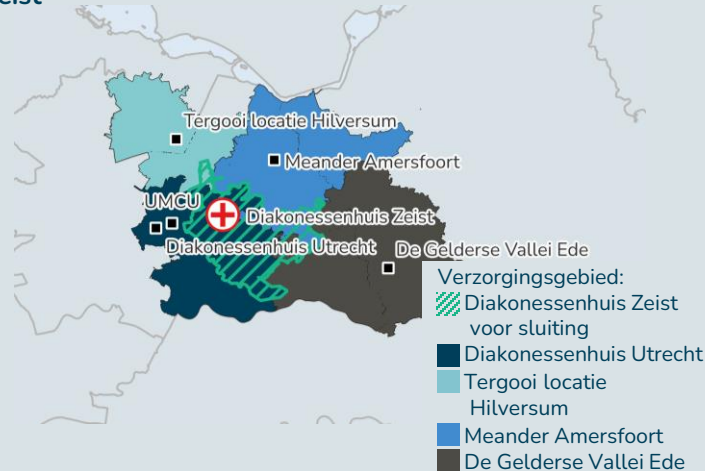 Tergooi locatie Hilversum
Meander Amersfoort
UMCU
Diakonessenhuis Zeist
Diakonessenhuis Utrecht
De Gelderse Vallei Ede
Verzorgingsgebied:
Diakonessenhuis Zeist
voor sluiting
Diakonessenhuis Utrecht
Tergooi locatie
Hilversum
Meander Amersfoort
De Gelderse Vallei Ede